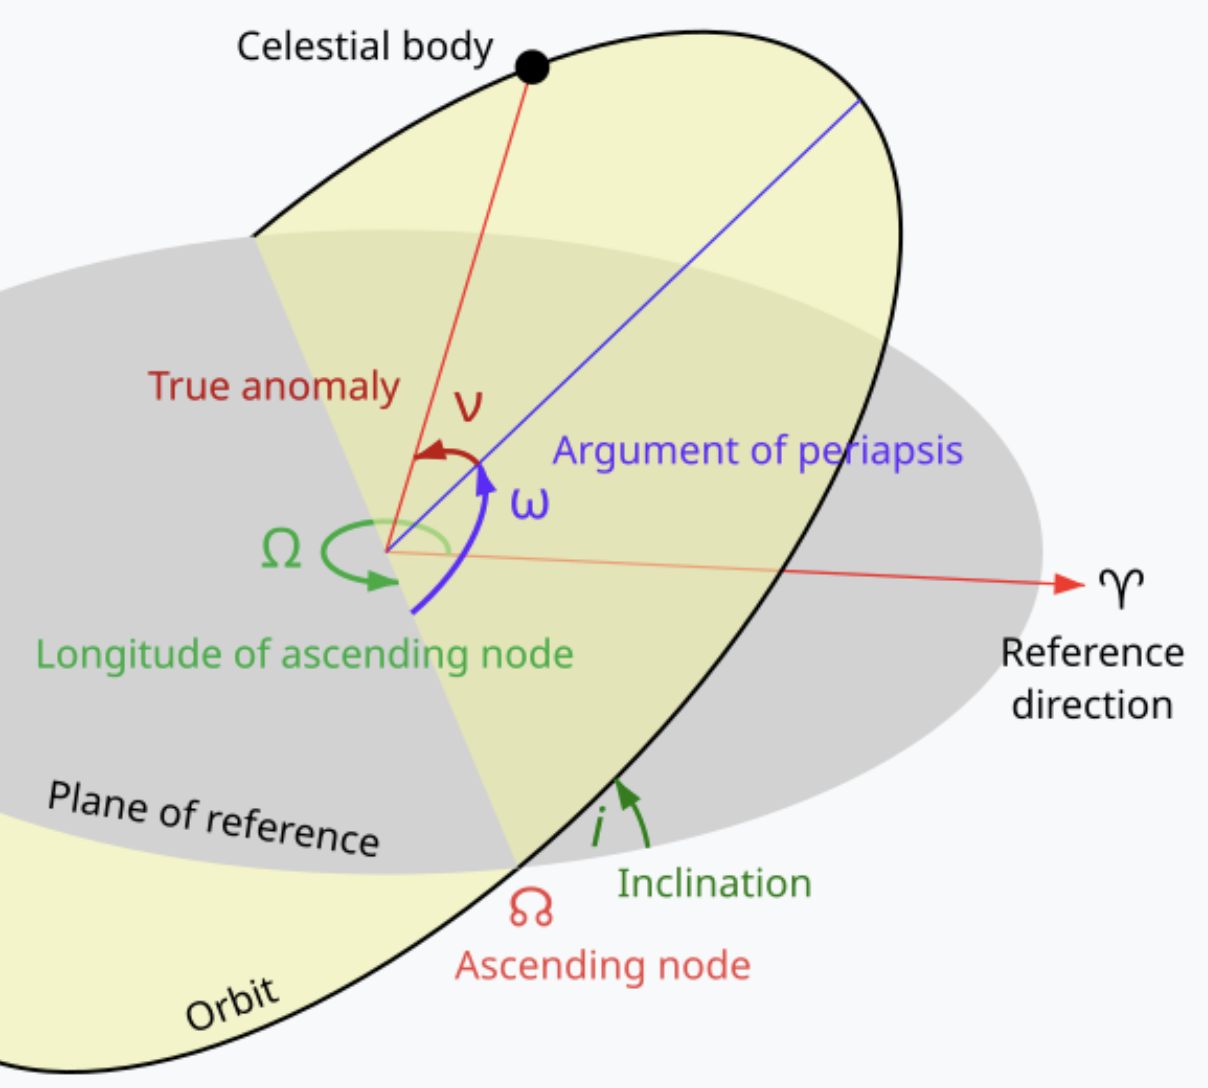 Celestial body
True anomaly
ν
Argument of periapsis
ω
Ω
♈
Longitude of ascending node
Reference
direction
Plane of reference
i
Inclination
☊
Ascending node
Orbit